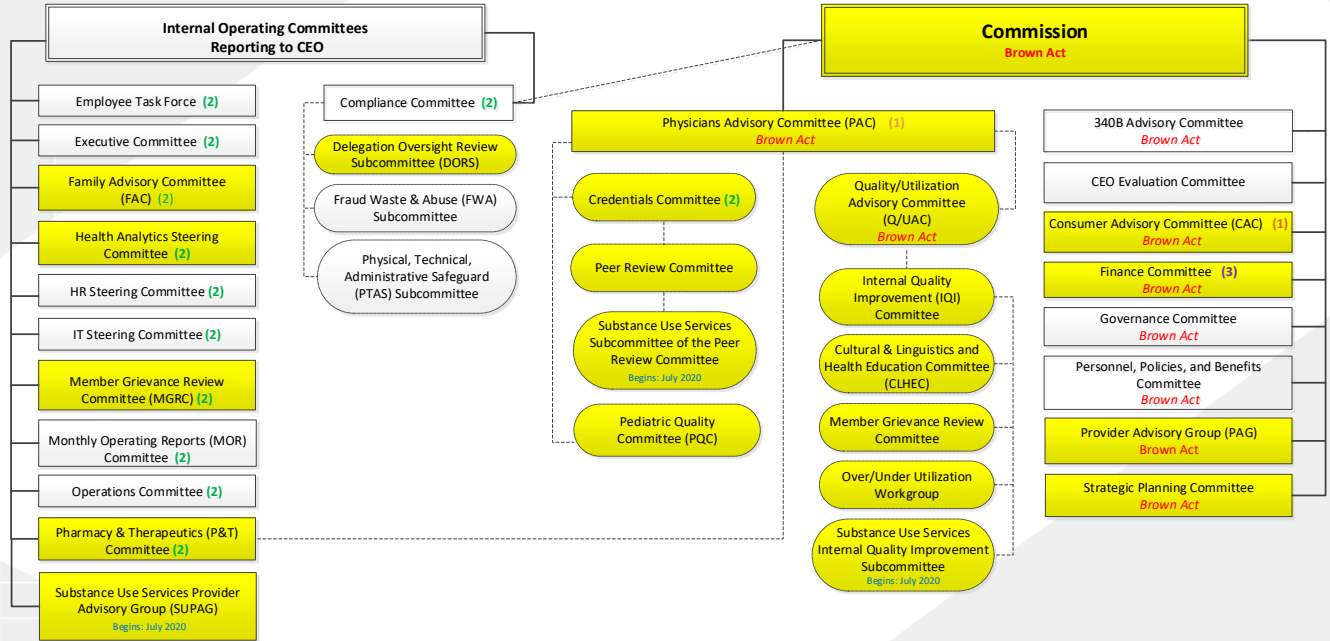 Internal Operating Committees
Reporting to CEO
Employee Task Force (2)
Executive Committee (2)
Family Advisory Committee
(FAC) (2)
Health Analytics Steering
Committee (2)
HR Steering Committee (2)
IT Steering Committee (2)
Member Grievance Review
Committee (MGRC) (2)
Monthly Operating Reports (MOR)
Committee (2)
Operations Committee (2)
Pharmacy & Therapeutics (P&T)
Committee (2)
Substance Use Services Provider
Advisory Group (SUPAG)
Begins: July 2020
Compliance Committee (2)
Delegation Oversight Review
Subcommittee (DORS)
Fraud Waste & Abuse (FWA)
Subcommittee
Physical, Technical,
Administrative Safeguard
(PTAS) Subcommittee
Commission
Brown Act
Physicians Advisory Committee (PAC) (1)
Brown Act
Credentials Committee (2)
Peer Review Committee
Substance Use Services
Subcommittee of the Peer
Review Committee
Begins: July 2020
Pediatric Quality
Committee (PQC)
Quality/Utilization
Advisory Committee
(Q/UAC)
Brown Act
Internal Quality
Improvement (IQI)
Committee
Cultural & Linguistics and
Health Education Committee
(CLHEC)
Member Grievance Review
Committee
Over/Under Utilization
Workgroup
Substance Use Services
Internal Quality Improvement
Subcommittee
Begins: July 2020
340B Advisory Committee
Brown Act
CEO Evaluation Committee
Consumer Advisory Committee (CAC) (1)
Brown Act
Finance Committee (3)
Brown Act
Governance Committee
Brown Act
Personnel, Policies, and Benefits
Committee
Brown Act
Provider Advisory Group (PAG)
Brown Act
Strategic Planning Committee
Brown Act